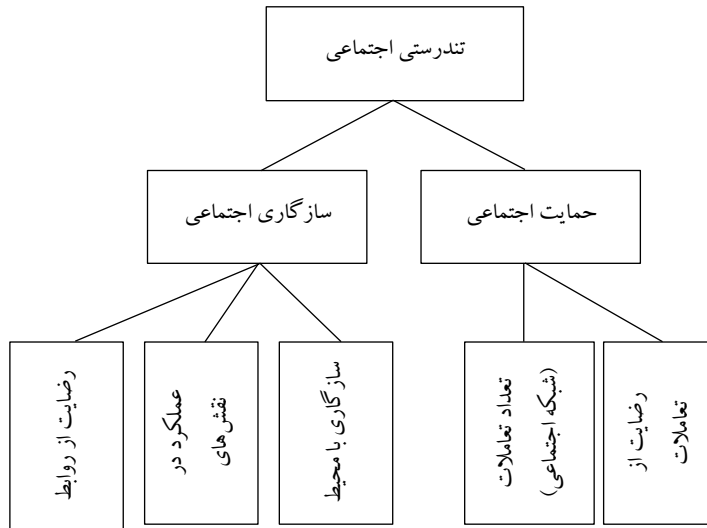 تندرستی اجتماعی
حمایت اجتماعی
سازگاری اجتماعی
رضایت از
تعاملات
تعداد تعاملات
(شبکه اجتماعی)
سازگاری با محیط
عملکرد در
نقش‌های
رضایت از روابط